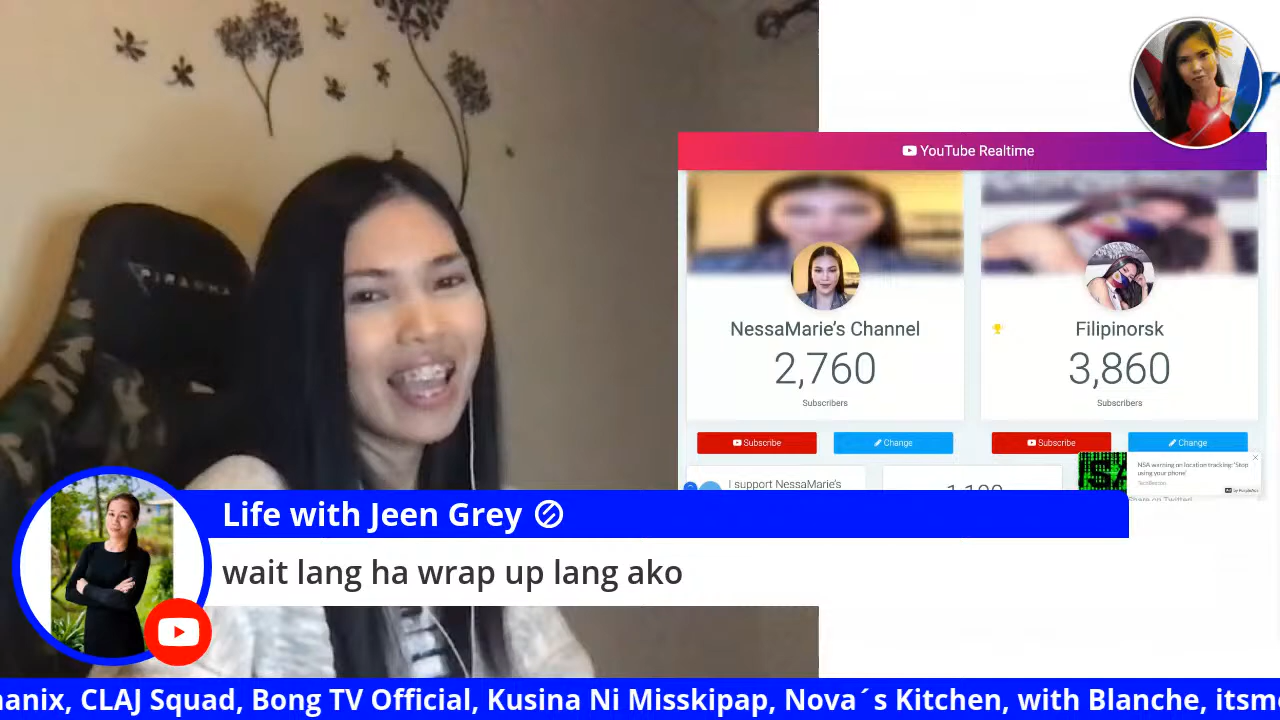 PIRANHA
YouTube Realtime
NessaMarie's Channel
2,760
Subscribers
Subscribe
Change
Filipinorsk
3,860
Subscribers
Subscribe
Change
I support NessaMarie's
NSA warning on location tracking: 'Stop
using your phone'
Life with Jeen Grey
wait lang ha wrap up lang ako
CLAJ Squad, Bong TV Official, Kusina Ni Misskipap, Nova´s Kitchen, with Blanche,